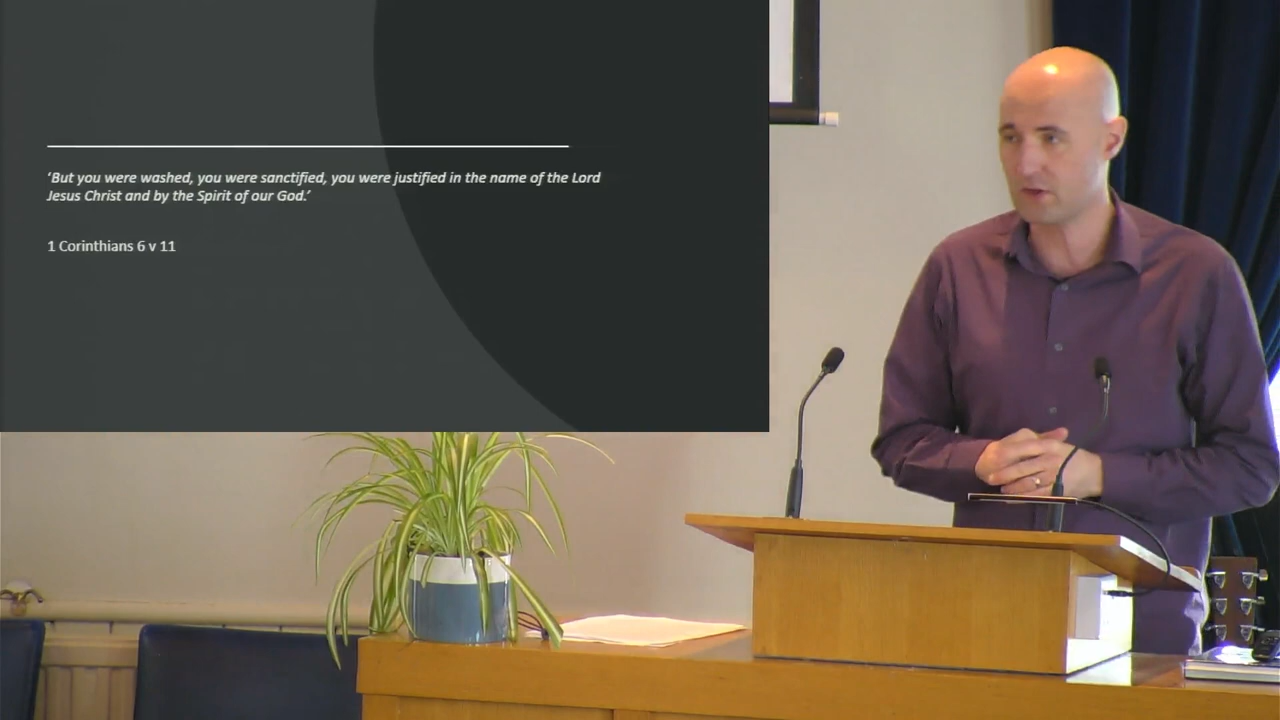 ‘But you were washed, you were sanctified, you were justified in the name of the Lord
Jesus Christ and by the Spirit of our God.’
1 Corinthians 6 v 11